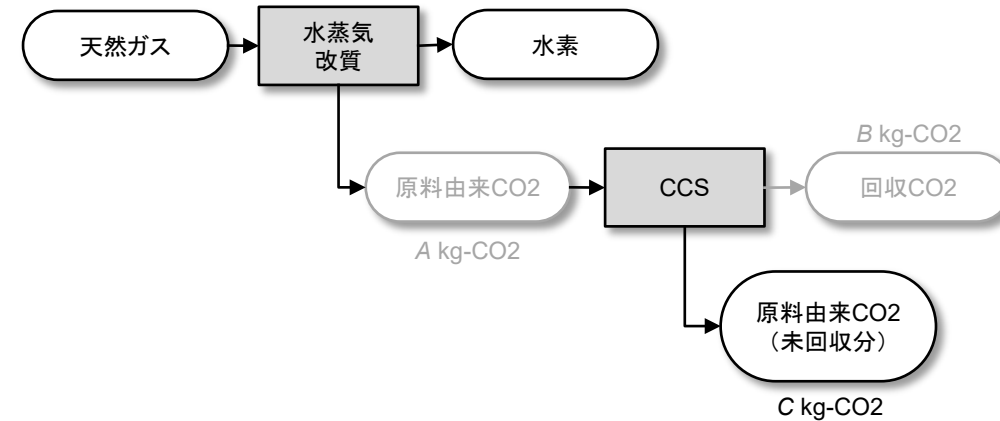 天然ガス
水蒸気
改質
水素
B kg-CO2
原料由来CO2
CCS
回収CO2
A kg-CO2
原料由来CO2
（未回収分）
C kg-CO2